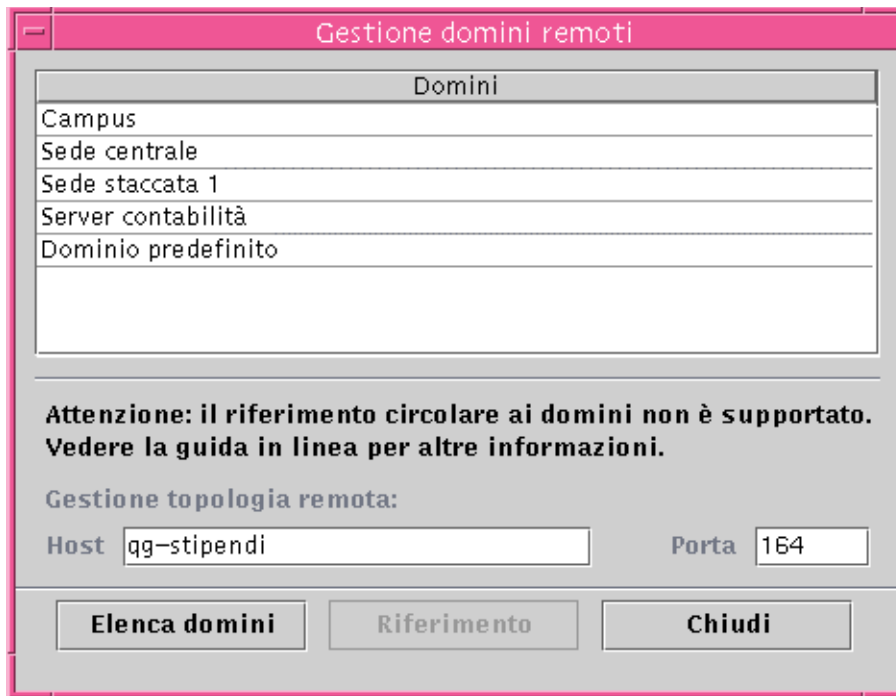 Gestione domini remoti
Domini
Campus
Sede centrale
Sede staccata 1
Server contabilità
Dominio predefinito
Attenzione: il riferimento circolare ai domini non è supportato.
Vedere la guida in linea per altre informazioni.
Gestione topologia remota:
Host qg-stipendi Porta 164
Elenca domini Riferimento Chiudi